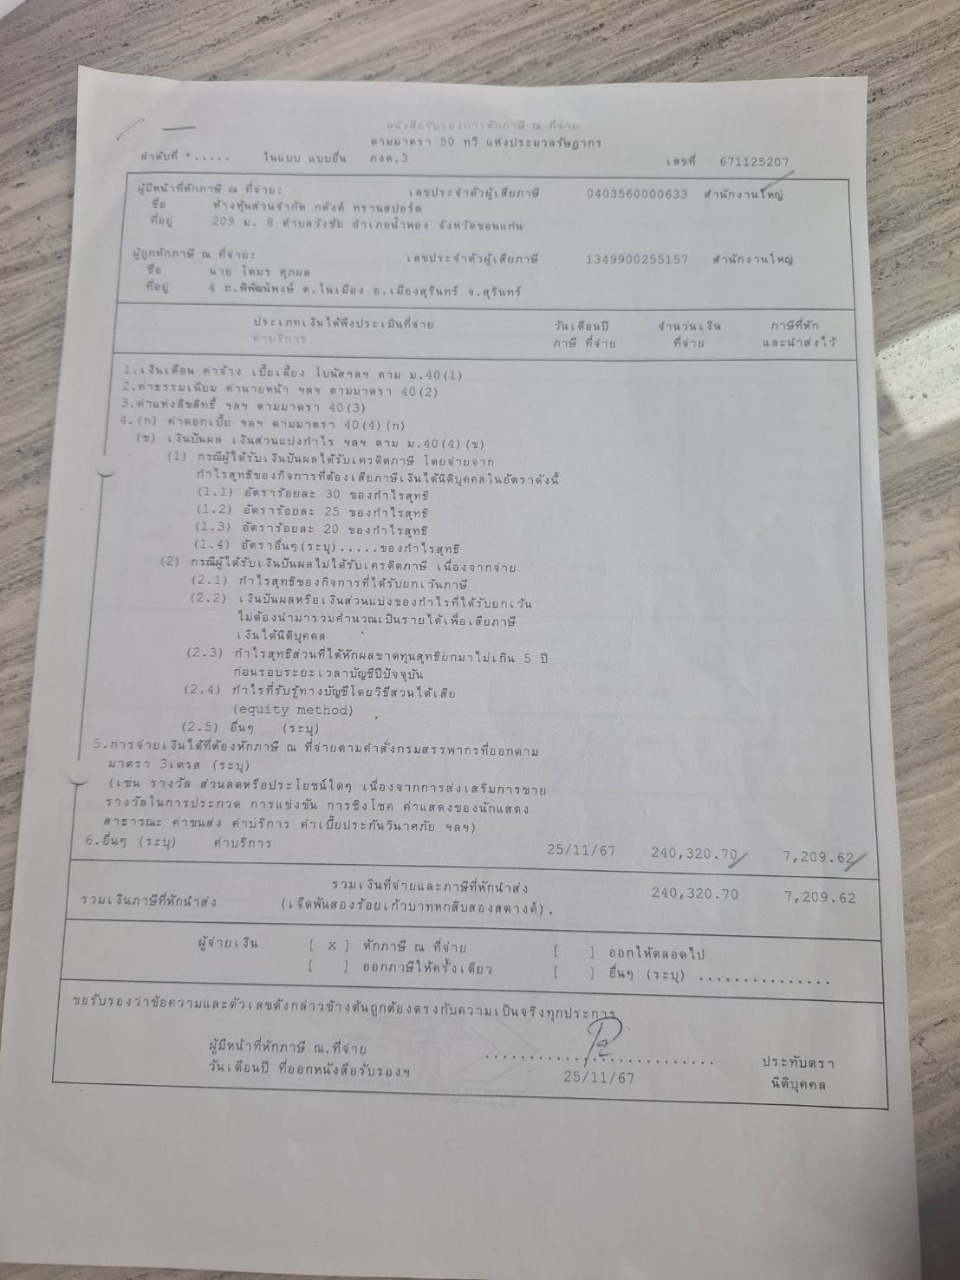 หนังสือรับรองการหักภาษี ณ ที่จ่าย
ตามมาตรา 50 ทวิ แห่งประมวลรัษฎากร
ลำดับที่ *..... ในแบบ แบบยื่น ภงด.3 เลขที่ 671125207
ผู้มีหน้าที่หักภาษี ณ ที่จ่าย: เลขประจำตัวผู้เสียภาษี 0403560000633 สำนักงานใหญ่
ชื่อ ห้างหุ้นส่วนจำกัด กตังค์ ทรานสปอร์ต
ที่อยู่ 209 ม. 8 ตำบลวังชัย อำเภอน้ำพอง จังหวัดขอนแก่น
ผู้ถูกหักภาษี ณ ที่จ่าย: เลขประจำตัวผู้เสียภาษี 1349900255157 สำนักงานใหญ่
ชื่อ นาย โตมร ศุภผล
ที่อยู่ 4 ถ.พิพัฒน์พงษ์ ต.ในเมือง อ.เมืองสุรินทร์ จ.สุรินทร์
ประเภทเงินได้พึงประเมินที่จ่าย วันเดือนปี จำนวนเงิน ภาษีที่หัก
ค่าบริการ ภาษี ที่จ่าย ที่จ่าย และนำส่งไว้
1.เงินเดือน ค่าจ้าง เบี้ยเลี้ยง โบนัสฯลฯ ตาม ม.40(1)
2.ค่าธรรมเนียม ค่านายหน้า ฯลฯ ตามมาตรา 40(2)
3.ค่าแห่งลิขสิทธิ์ ฯลฯ ตามมาตรา 40(3)
4.(ก) ค่าดอกเบี้ย ฯลฯ ตามมาตรา 40(4)(ก)
(ข) เงินปันผล เงินส่วนแบ่งกำไร ฯลฯ ตาม ม.40(4)(ข)
(1) กรณีผู้ได้รับเงินปันผลได้รับเครดิตภาษี โดยจ่ายจาก
กำไรสุทธิของกิจการที่ต้องเสียภาษีเงินได้นิติบุคคลในอัตราดังนี้
(1.1) อัตราร้อยละ 30 ของกำไรสุทธิ
(1.2) อัตราร้อยละ 25 ของกำไรสุทธิ
(1.3) อัตราร้อยละ 20 ของกำไรสุทธิ
(1.4) อัตราอื่นๆ(ระบุ).....ของกำไรสุทธิ
(2) กรณีผู้ได้รับเงินปันผลไม่ได้รับเครดิตภาษี เนื่องจากจ่าย
(2.1) กำไรสุทธิของกิจการที่ได้รับยกเว้นภาษี
(2.2) เงินปันผลหรือเงินส่วนแบ่งของกำไรที่ได้รับยกเว้น
ไม่ต้องนำมารวมคำนวณเป็นรายได้เพื่อเสียภาษี
เงินได้นิติบุคคล
(2.3) กำไรสุทธิส่วนที่ได้หักผลขาดทุนสุทธิยกมาไม่เกิน 5 ปี
ก่อนรอบระยะเวลาบัญชีปีปัจจุบัน
(2.4) กำไรที่รับรู้ทางบัญชีโดยวิธีส่วนได้เสีย
(equity method)
(2.5) อื่นๆ (ระบุ)
5.การจ่ายเงินได้ที่ต้องหักภาษี ณ ที่จ่ายตามคำสั่งกรมสรรพากรที่ออกตาม
มาตรา 3เตรส (ระบุ)
(เช่น รางวัล ส่วนลดหรือประโยชน์ใดๆ เนื่องจากการส่งเสริมการขาย
รางวัลในการประกวด การแข่งขัน การชิงโชค ค่าแสดงของนักแสดง
สาธารณะ ค่าขนส่ง ค่าบริการ ค่าเบี้ยประกันวินาศภัย ฯลฯ)
6.อื่นๆ (ระบุ) ค่าบริการ 25/11/67 240,320.70 7,209.62
รวมเงินที่จ่ายและภาษีที่หักนำส่ง 240,320.70 7,209.62
รวมเงินภาษีที่หักนำส่ง (เจ็ดพันสองร้อยเก้าบาทหกสิบสองสตางค์).
ผู้จ่ายเงิน [ x ] หักภาษี ณ ที่จ่าย [ ] ออกให้ตลอดไป
[ ] ออกภาษีให้ครั้งเดียว [ ] อื่นๆ (ระบุ) ...............
ขอรับรองว่าข้อความและตัวเลขดังกล่าวข้างต้นถูกต้องตรงกับความเป็นจริงทุกประการ
ผู้มีหน้าที่หักภาษี ณ.ที่จ่าย .......................... ประทับตรา
วันเดือนปี ที่ออกหนังสือรับรองฯ 25/11/67 นิติบุคคล